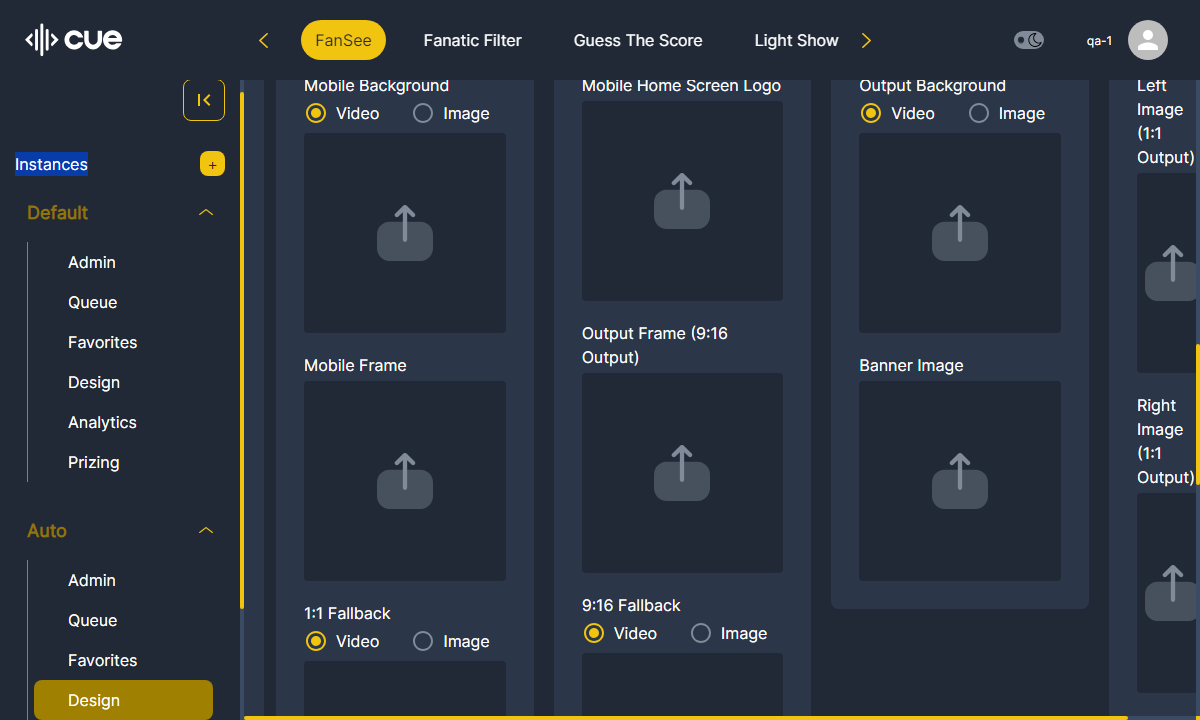 cue
FanSee
Fanatic Filter
Guess The Score
Light Show
qa-1
Instances
+
Default
Admin
Queue
Favorites
Design
Analytics
Prizing
Auto
Admin
Queue
Favorites
Design
Mobile Background
Video
Image
Mobile Frame
1:1 Fallback
Video
Image
Mobile Home Screen Logo
Output Frame (9:16
Output)
9:16 Fallback
Video
Image
Output Background
Video
Image
Banner Image
Left
Image
(1:1
Output)
Right
Image
(1:1
Output)